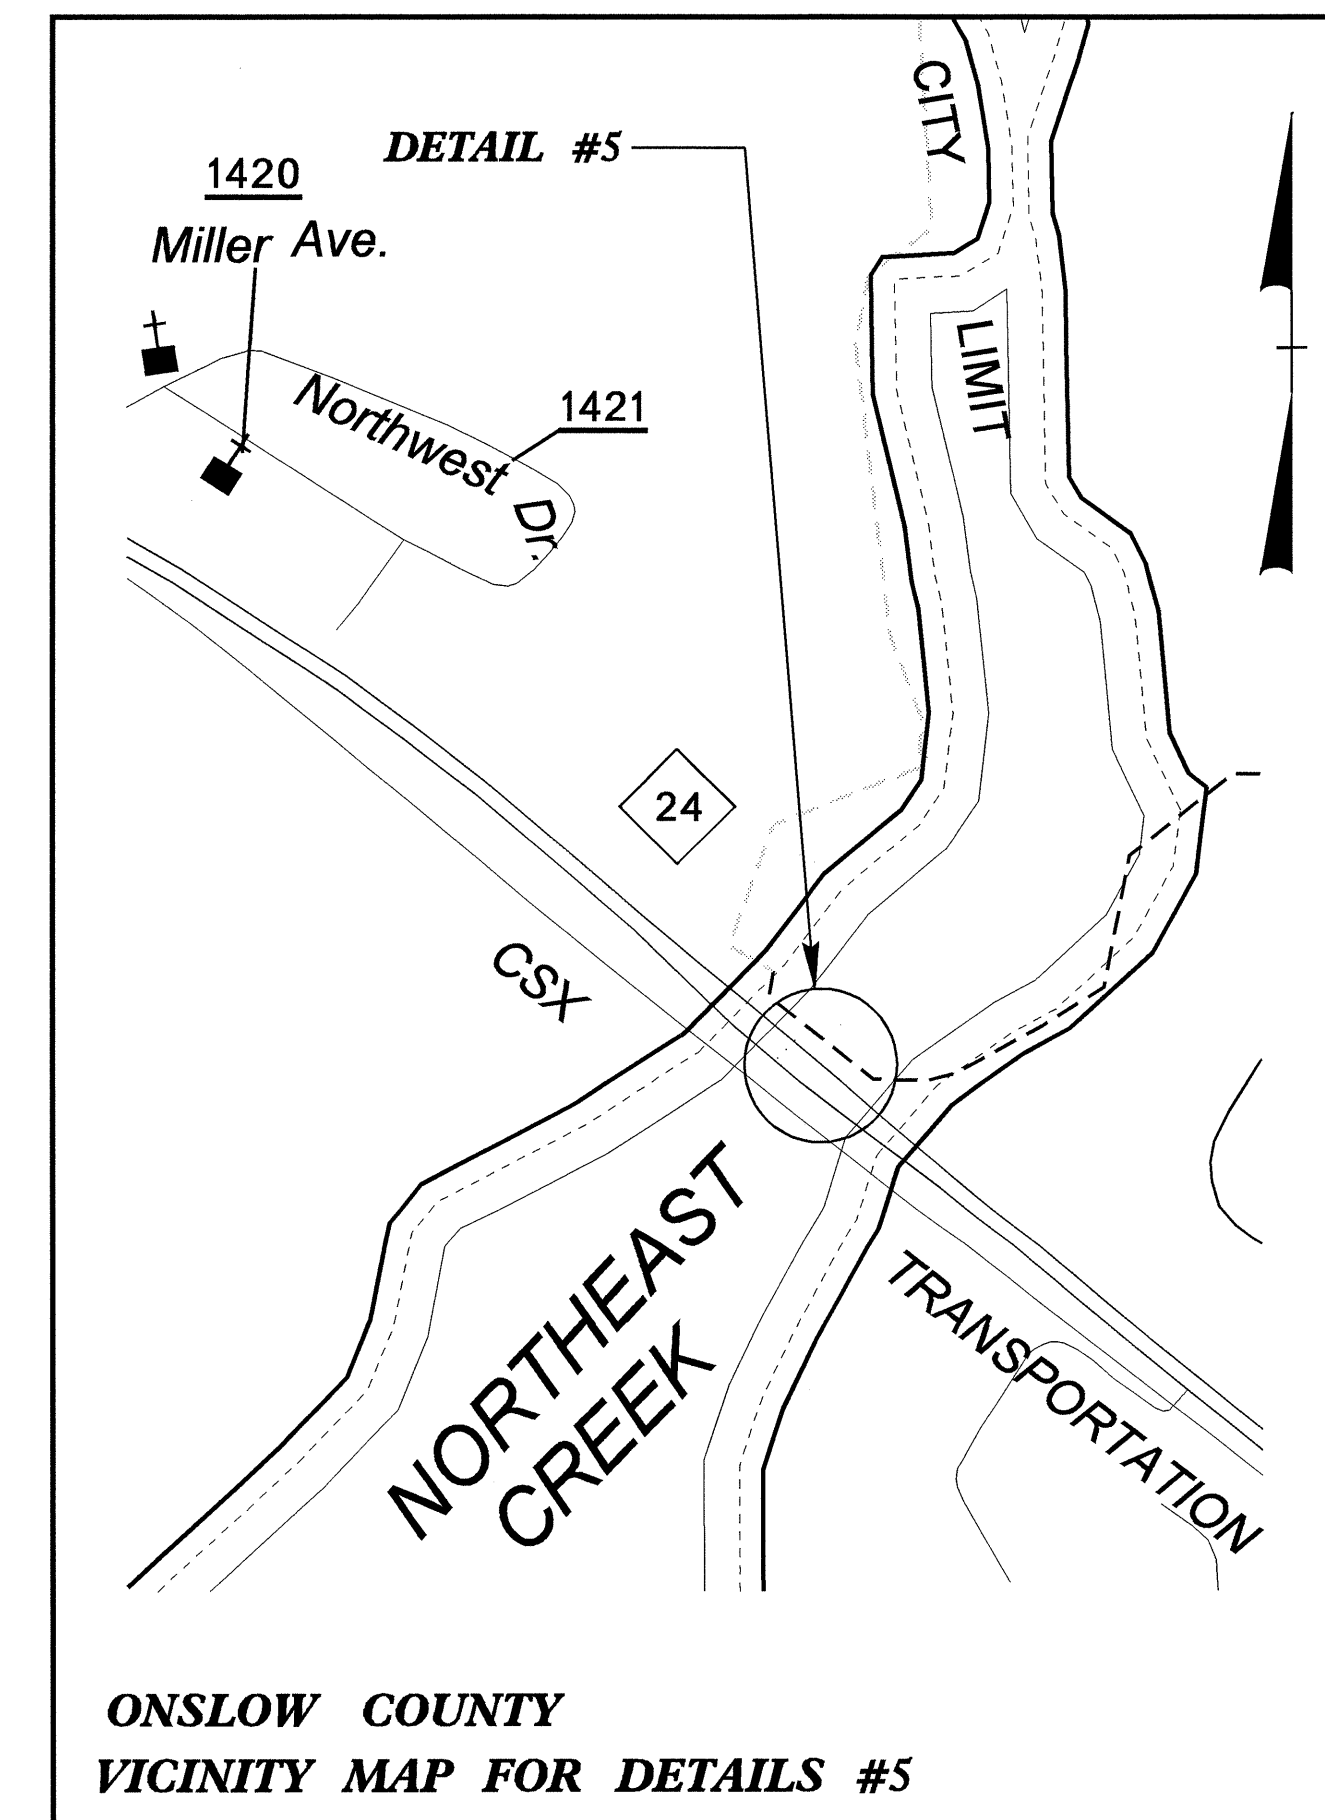 CITY
DETAIL #5
1420
Miller Ave.
LIMIT
Northwest Dr.
1421
24
CSX
NORTHEAST
CREEK
TRANSPORTATION
ONSLOW COUNTY
VICINITY MAP FOR DETAILS #5